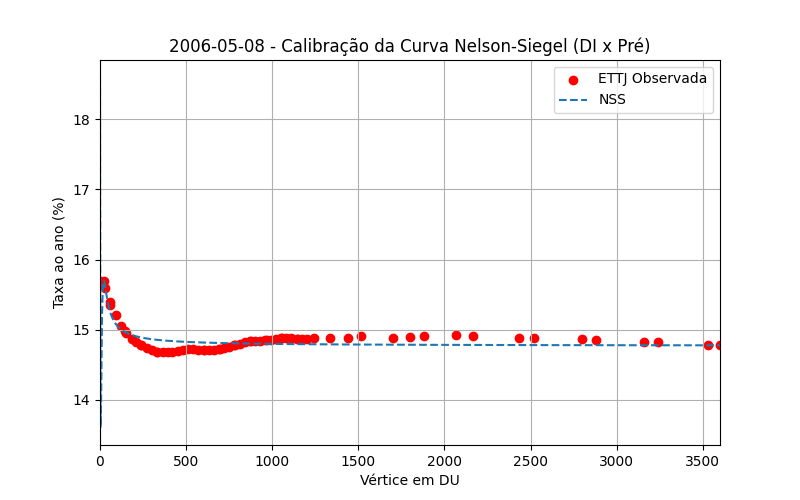 2006-05-08 - Calibração da Curva Nelson-Siegel (DI x Pré)
ETTJ Observada
NSS
Taxa ao ano (%)
18
17
16
15
14
0 500 1000 1500 2000 2500 3000 3500
Vértice em DU